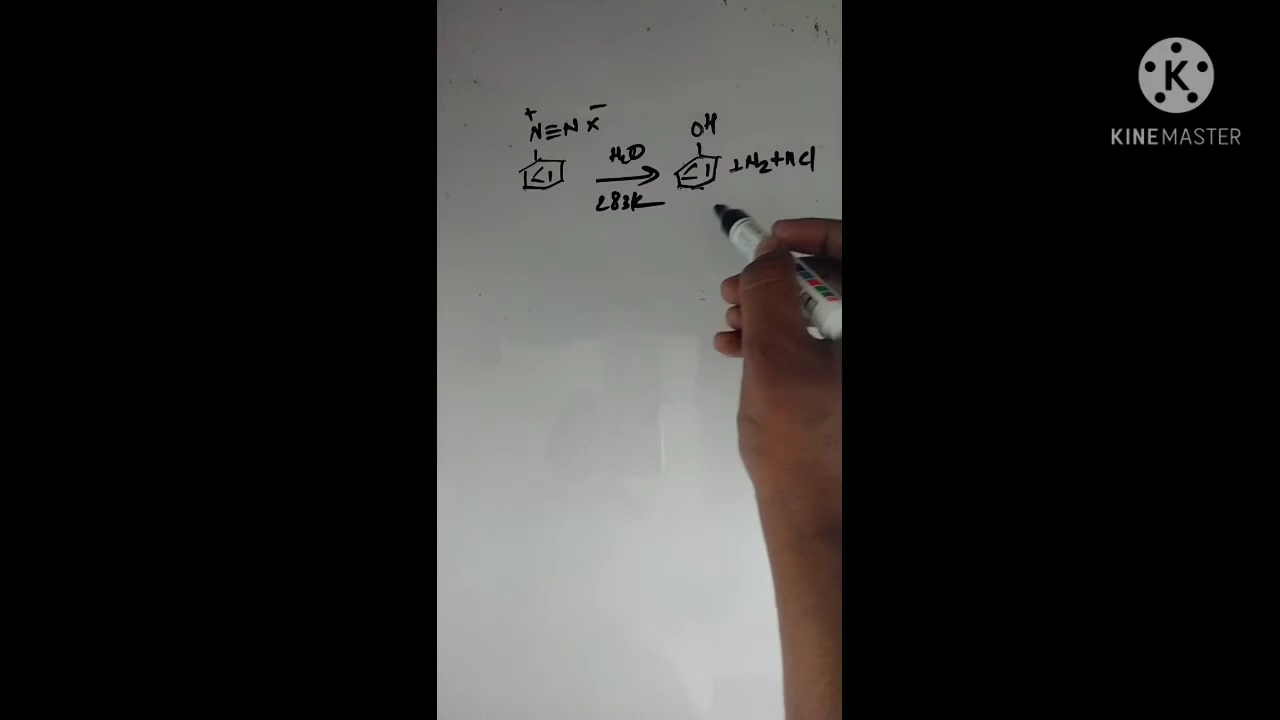 N⁺≡N X⁻
OH
H₂O
+ N₂ + HCl
283K
K
KINEMASTER